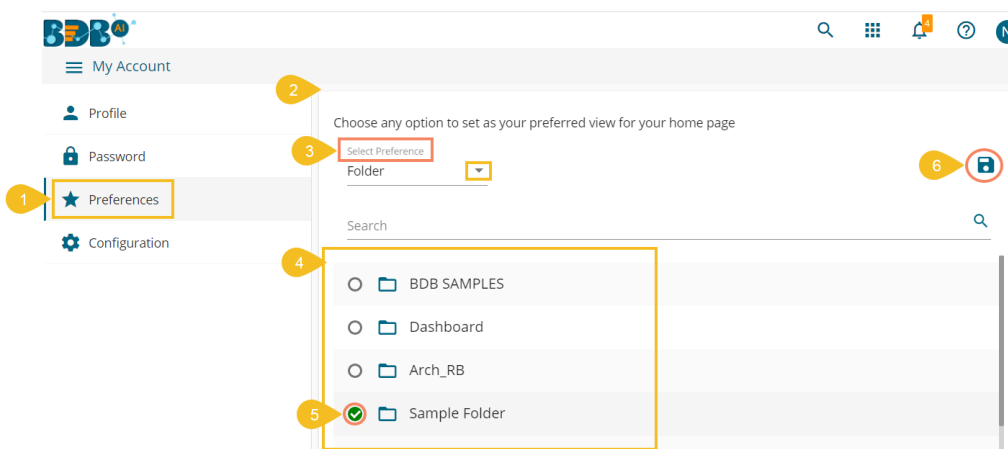 BDB AI
4
N
My Account
2
Profile
Choose any option to set as your preferred view for your home page
3
Select Preference
Password
Folder
6
1
Preferences
Search
Configuration
4
BDB SAMPLES
Dashboard
Arch_RB
5
Sample Folder